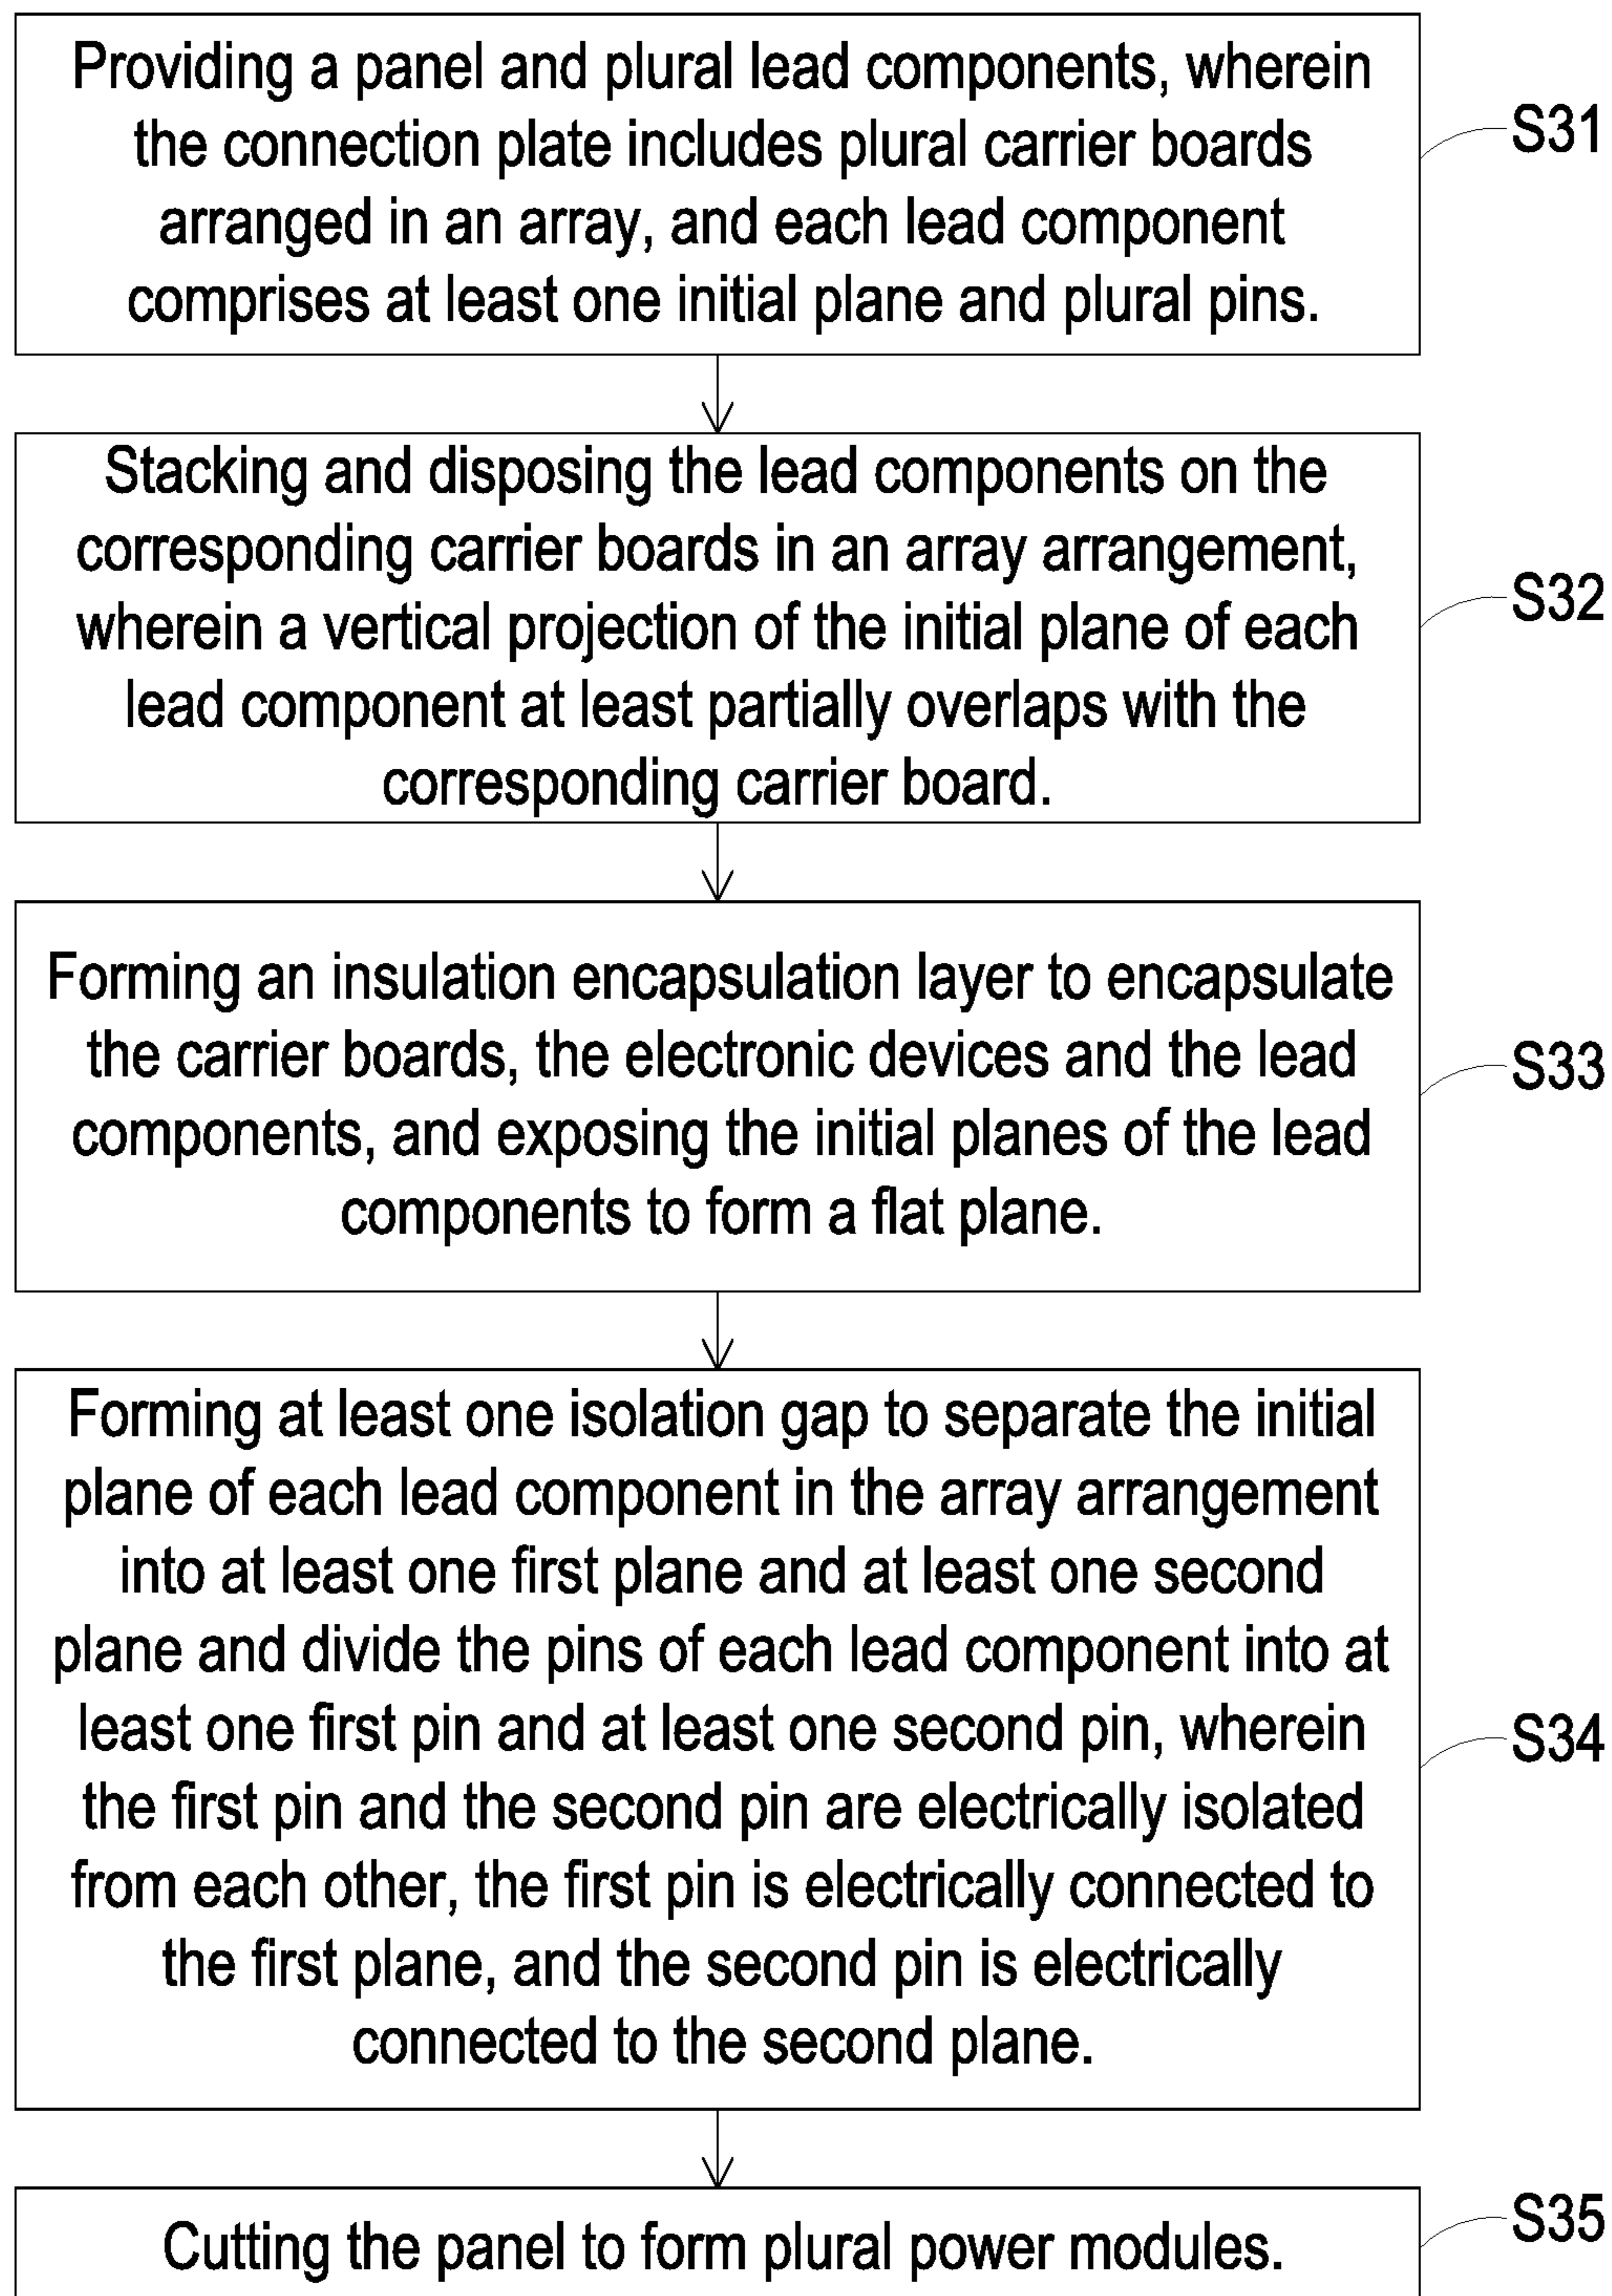 Providing a panel and plural lead components, wherein
the connection plate includes plural carrier boards
arranged in an array, and each lead component
comprises at least one initial plane and plural pins.
S31
Stacking and disposing the lead components on the
corresponding carrier boards in an array arrangement,
wherein a vertical projection of the initial plane of each
lead component at least partially overlaps with the
corresponding carrier board.
S32
Forming an insulation encapsulation layer to encapsulate
the carrier boards, the electronic devices and the lead
components, and exposing the initial planes of the lead
components to form a flat plane.
S33
Forming at least one isolation gap to separate the initial
plane of each lead component in the array arrangement
into at least one first plane and at least one second
plane and divide the pins of each lead component into at
least one first pin and at least one second pin, wherein
the first pin and the second pin are electrically isolated
from each other, the first pin is electrically connected to
the first plane, and the second pin is electrically
connected to the second plane.
S34
Cutting the panel to form plural power modules.
S35